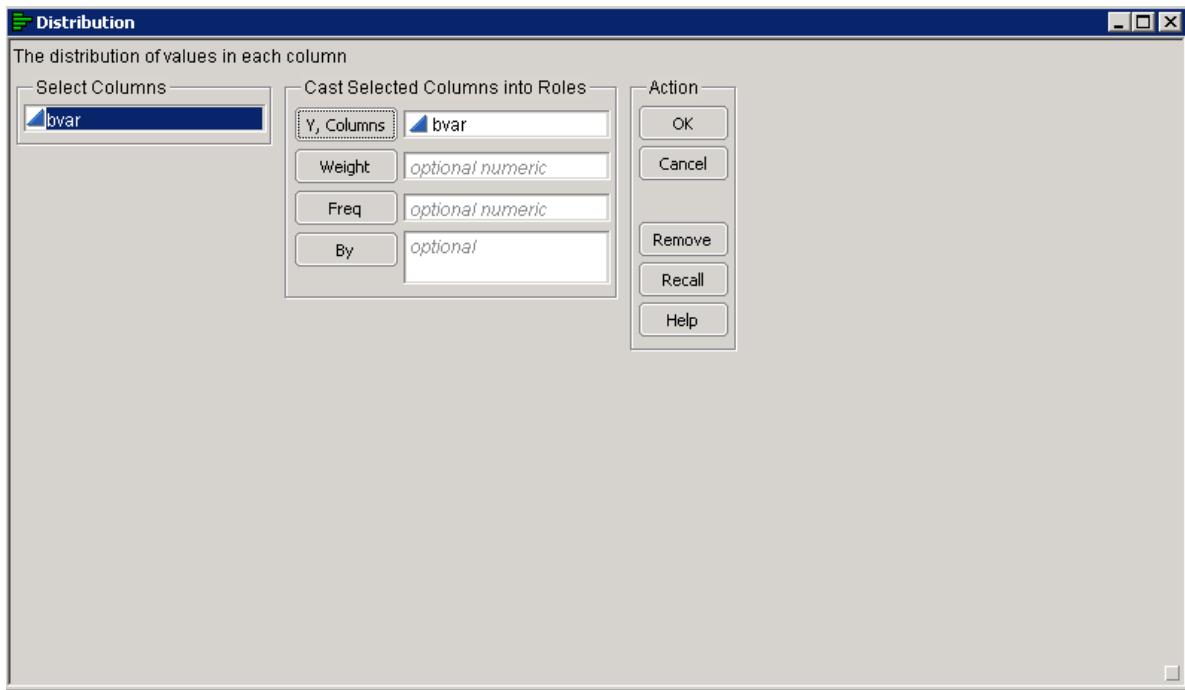 Distribution
The distribution of values in each column
Select Columns
bvar
Cast Selected Columns into Roles
Y, Columns bvar
Weight optional numeric
Freq optional numeric
By optional
Action
OK
Cancel
Remove
Recall
Help